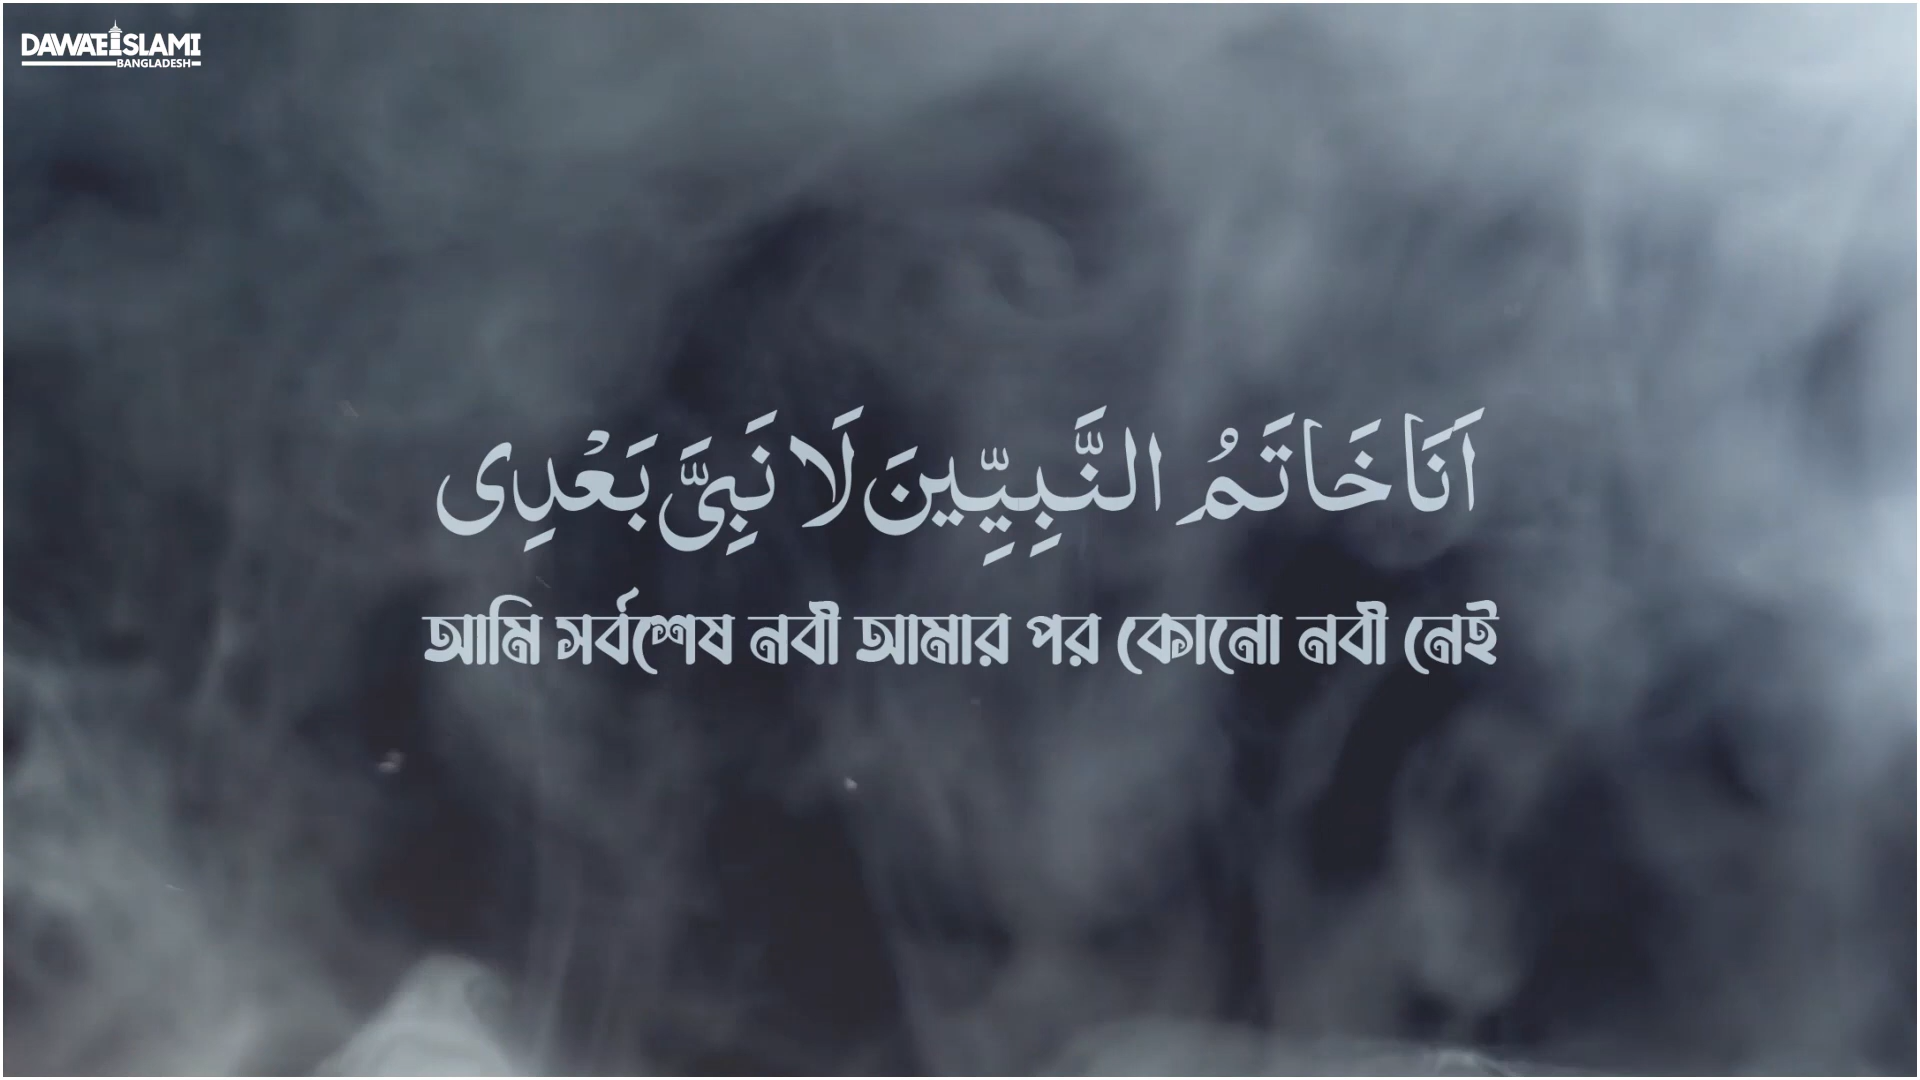 DAWATEISLAMI
BANGLADESH
اَنَا خَاتَمُ النَّبِيِّينَ لَا نَبِىَّ بَعْدِى
আমি সর্বশেষ নবী আমার পর কোনো নবী নেই